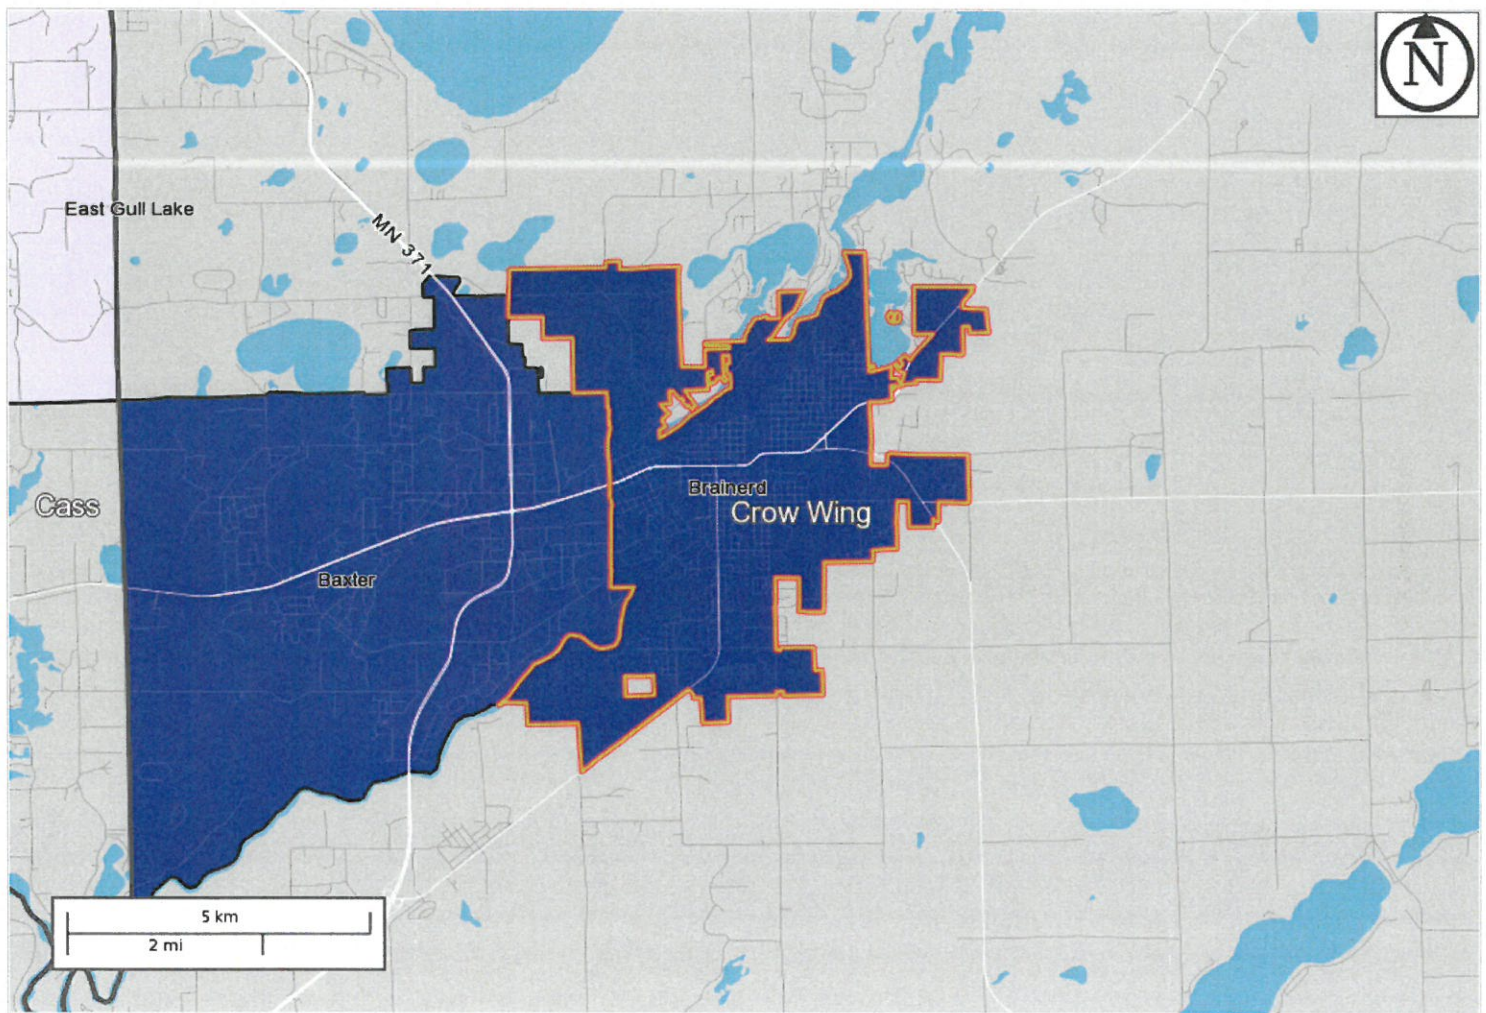 N
East Gull Lake
MN 371
Brainerd
Cass
Crow Wing
Baxter
5 km
2 mi